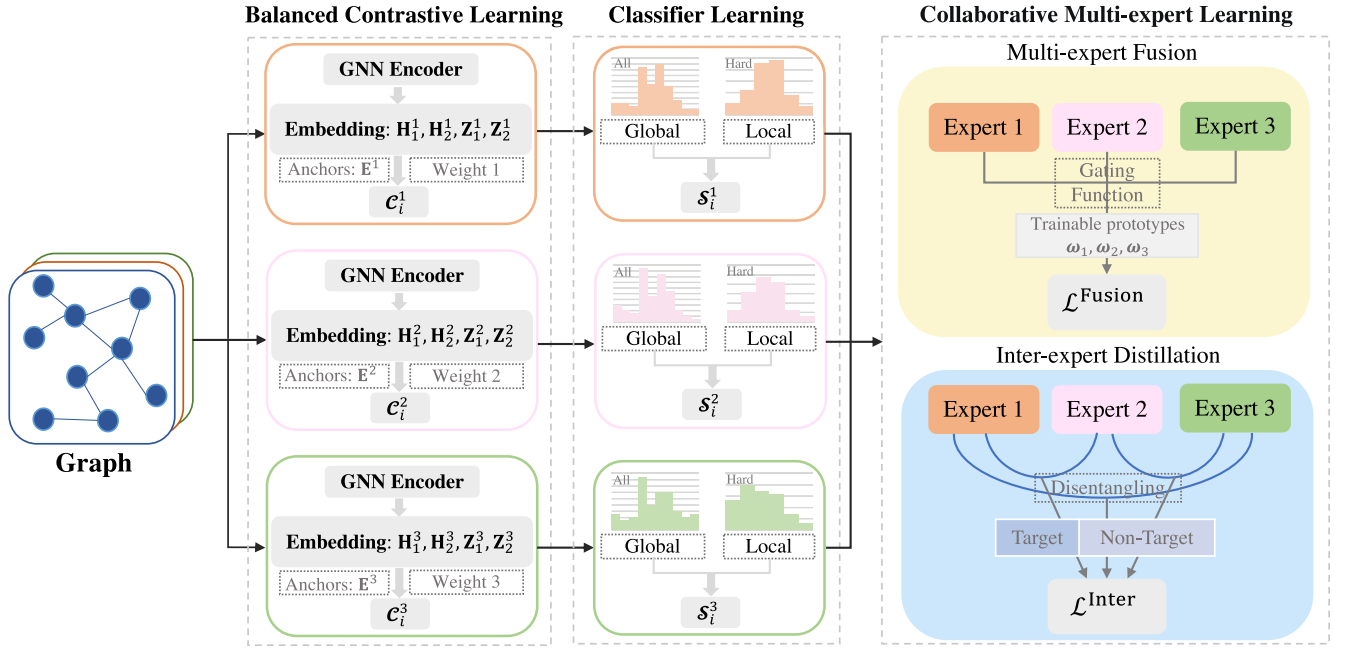 Balanced Contrastive Learning
Classifier Learning
Collaborative Multi-expert Learning
Graph
GNN Encoder
Embedding: H₁¹, H₂¹, Z₁¹, Z₂¹
Anchors: E¹
Weight 1
𝒞ᵢ¹
GNN Encoder
Embedding: H₁², H₂², Z₁², Z₂²
Anchors: E²
Weight 2
𝒞ᵢ²
GNN Encoder
Embedding: H₁³, H₂³, Z₁³, Z₂³
Anchors: E³
Weight 3
𝒞ᵢ³
All
Hard
Global
Local
𝒮ᵢ¹
All
Hard
Global
Local
𝒮ᵢ²
All
Hard
Global
Local
𝒮ᵢ³
Multi-expert Fusion
Expert 1
Expert 2
Expert 3
Gating
Function
Trainable prototypes
ω₁, ω₂, ω₃
ℒ^Fusion
Inter-expert Distillation
Expert 1
Expert 2
Expert 3
Disentangling
Target
Non-Target
ℒ^Inter